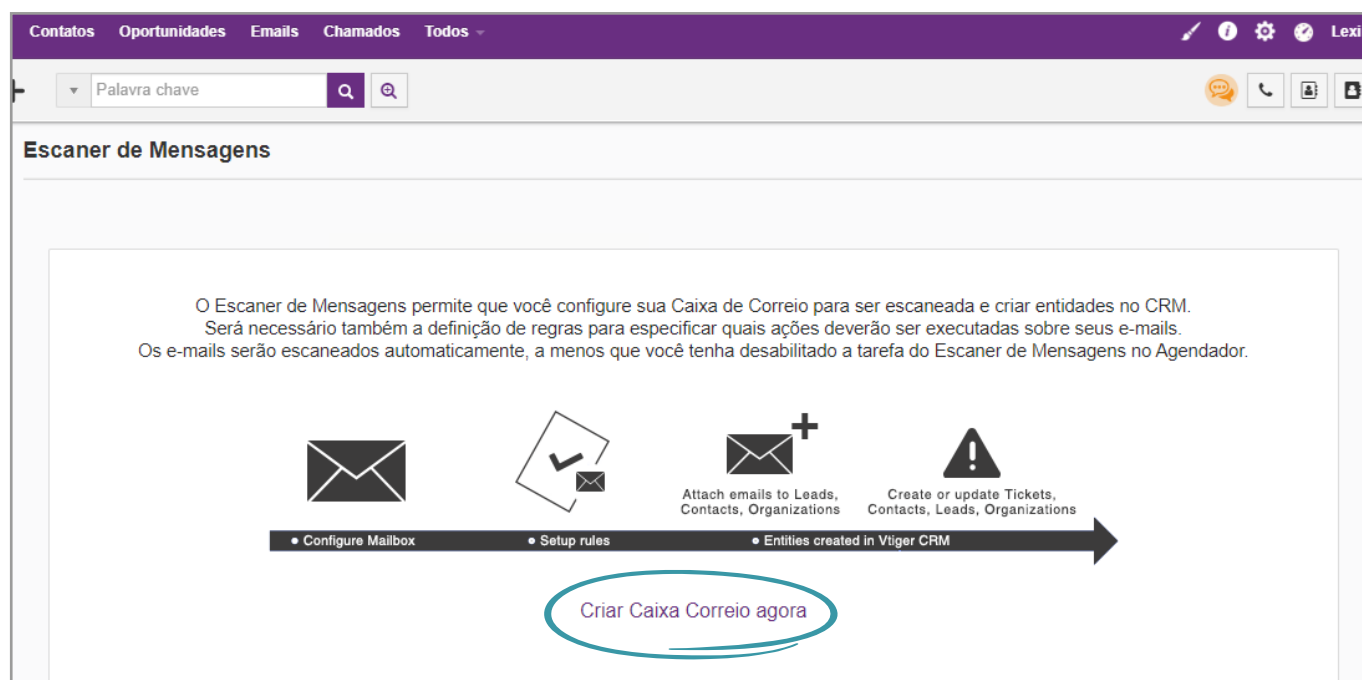 Contatos Oportunidades Emails Chamados Todos Lexi
Palavra chave
Escaner de Mensagens
O Escaner de Mensagens permite que você configure sua Caixa de Correio para ser escaneada e criar entidades no CRM.
Será necessário também a definição de regras para especificar quais ações deverão ser executadas sobre seus e-mails.
Os e-mails serão escaneados automaticamente, a menos que você tenha desabilitado a tarefa do Escaner de Mensagens no Agendador.
Attach emails to Leads,
Contacts, Organizations
Create or update Tickets,
Contacts, Leads, Organizations
• Configure Mailbox • Setup rules • Entities created in Vtiger CRM
Criar Caixa Correio agora